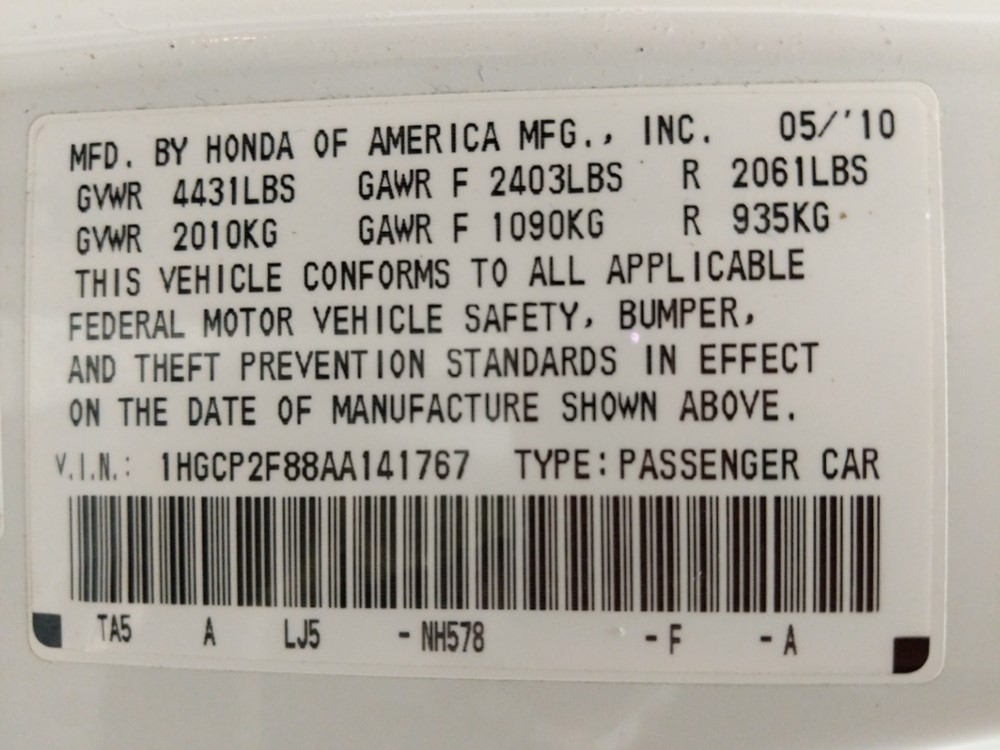 MFD. BY HONDA OF AMERICA MFG., INC. 05/'10
GVWR 4431LBS GAWR F 2403LBS R 2061LBS
GVWR 2010KG GAWR F 1090KG R 935KG
THIS VEHICLE CONFORMS TO ALL APPLICABLE
FEDERAL MOTOR VEHICLE SAFETY, BUMPER,
AND THEFT PREVENTION STANDARDS IN EFFECT
ON THE DATE OF MANUFACTURE SHOWN ABOVE.
V.I.N.: 1HGCP2F88AA141767 TYPE: PASSENGER CAR
TA5 A LJ5 -NH578 -F -A